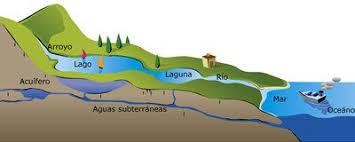 Arroyo
Lago
Laguna
Río
Acuífero
Mar
Océano
Aguas subterráneas